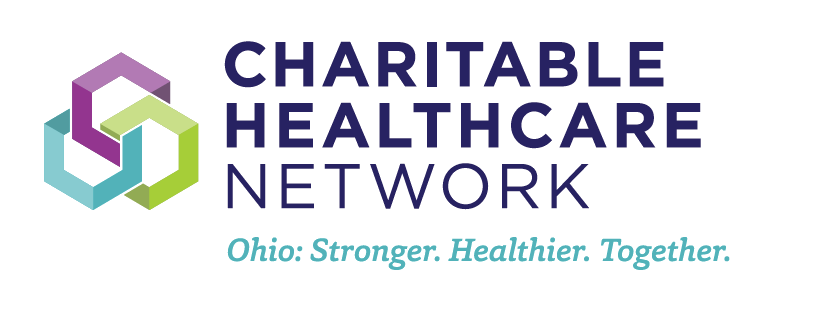 CHARITABLE
HEALTHCARE
NETWORK
Ohio: Stronger. Healthier. Together.